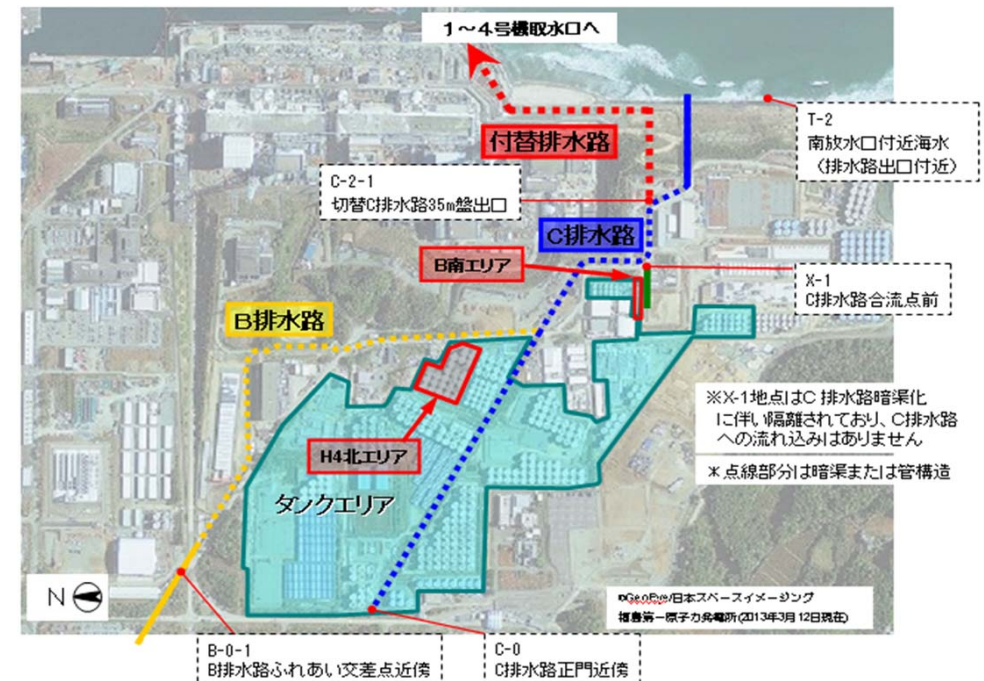 1～4号機取水口へ
付替排水路
T-2
南放水口付近海水
（排水路出口付近）
C-2-1
切替C排水路35m盤出口
C排水路
B南エリア
X-1
C排水路合流点前
B排水路
※X-1地点はC 排水路暗渠化
に伴い隔離されており、C排水路
への流れ込みはありません
＊点線部分は暗渠または管構造
H4北エリア
タンクエリア
N
©GeoEye/日本スペースイメージング
福島第一原子力発電所(2013年3月12日現在)
B-0-1
B排水路ふれあい交差点近傍
C-0
C排水路正門近傍